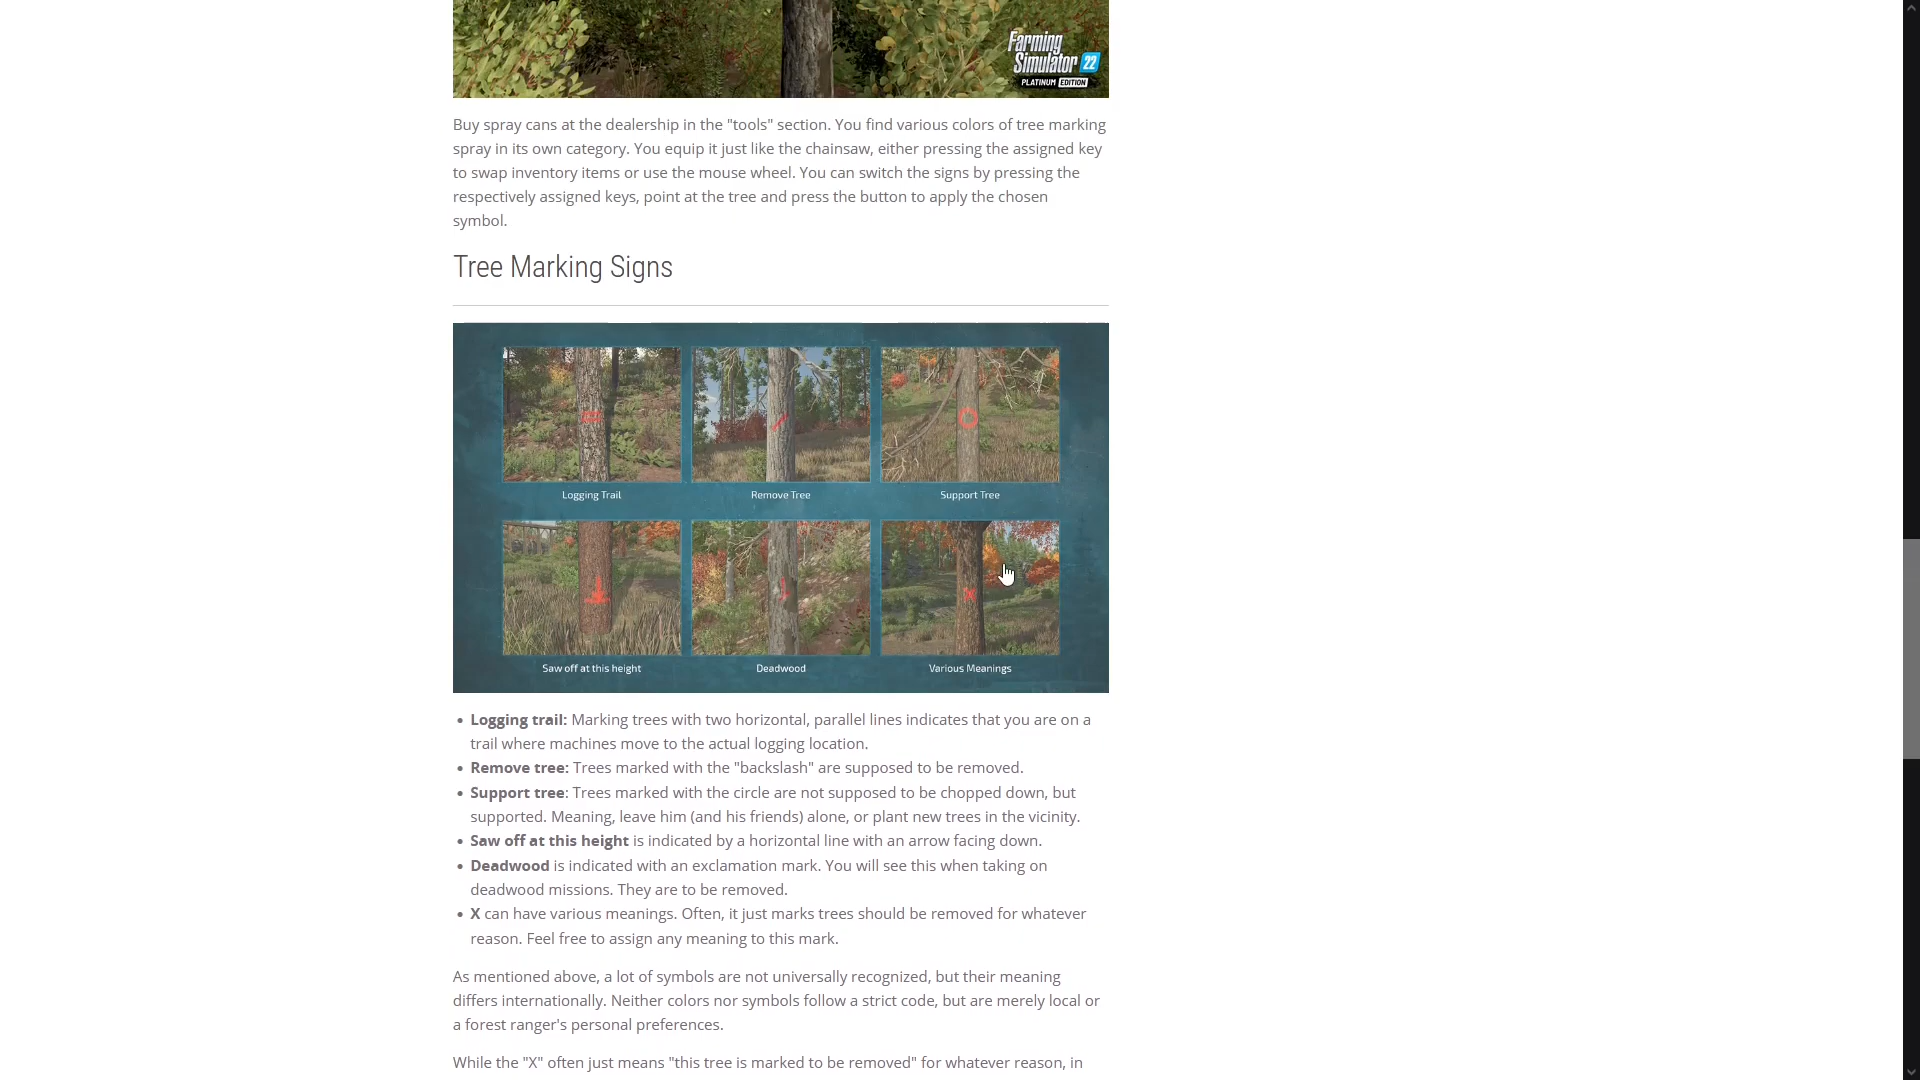 Farming
Simulator 22
PLATINUM EDITION
Buy spray cans at the dealership in the "tools" section. You find various colors of tree marking
spray in its own category. You equip it just like the chainsaw, either pressing the assigned key
to swap inventory items or use the mouse wheel. You can switch the signs by pressing the
respectively assigned keys, point at the tree and press the button to apply the chosen
symbol.
Tree Marking Signs
Logging Trail
Remove Tree
Support Tree
Saw off at this height
Deadwood
Various Meanings
• Logging trail: Marking trees with two horizontal, parallel lines indicates that you are on a
trail where machines move to the actual logging location.
• Remove tree: Trees marked with the "backslash" are supposed to be removed.
• Support tree: Trees marked with the circle are not supposed to be chopped down, but
supported. Meaning, leave him (and his friends) alone, or plant new trees in the vicinity.
• Saw off at this height is indicated by a horizontal line with an arrow facing down.
• Deadwood is indicated with an exclamation mark. You will see this when taking on
deadwood missions. They are to be removed.
• X can have various meanings. Often, it just marks trees should be removed for whatever
reason. Feel free to assign any meaning to this mark.
As mentioned above, a lot of symbols are not universally recognized, but their meaning
differs internationally. Neither colors nor symbols follow a strict code, but are merely local or
a forest ranger's personal preferences.
While the "X" often just means "this tree is marked to be removed" for whatever reason, in